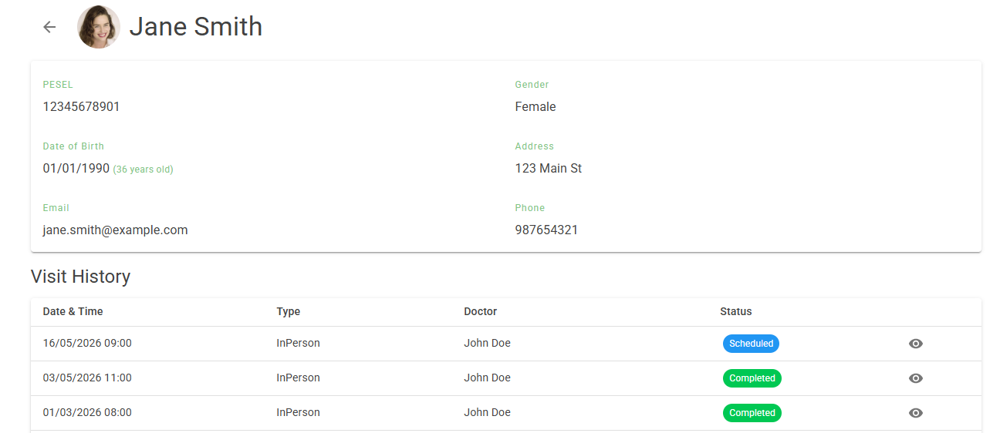 Jane Smith
PESEL Gender
12345678901 Female
Date of Birth Address
01/01/1990 (36 years old) 123 Main St
Email Phone
jane.smith@example.com 987654321
Visit History
Date & Time Type Doctor Status
16/05/2026 09:00 InPerson John Doe Scheduled
03/05/2026 11:00 InPerson John Doe Completed
01/03/2026 08:00 InPerson John Doe Completed